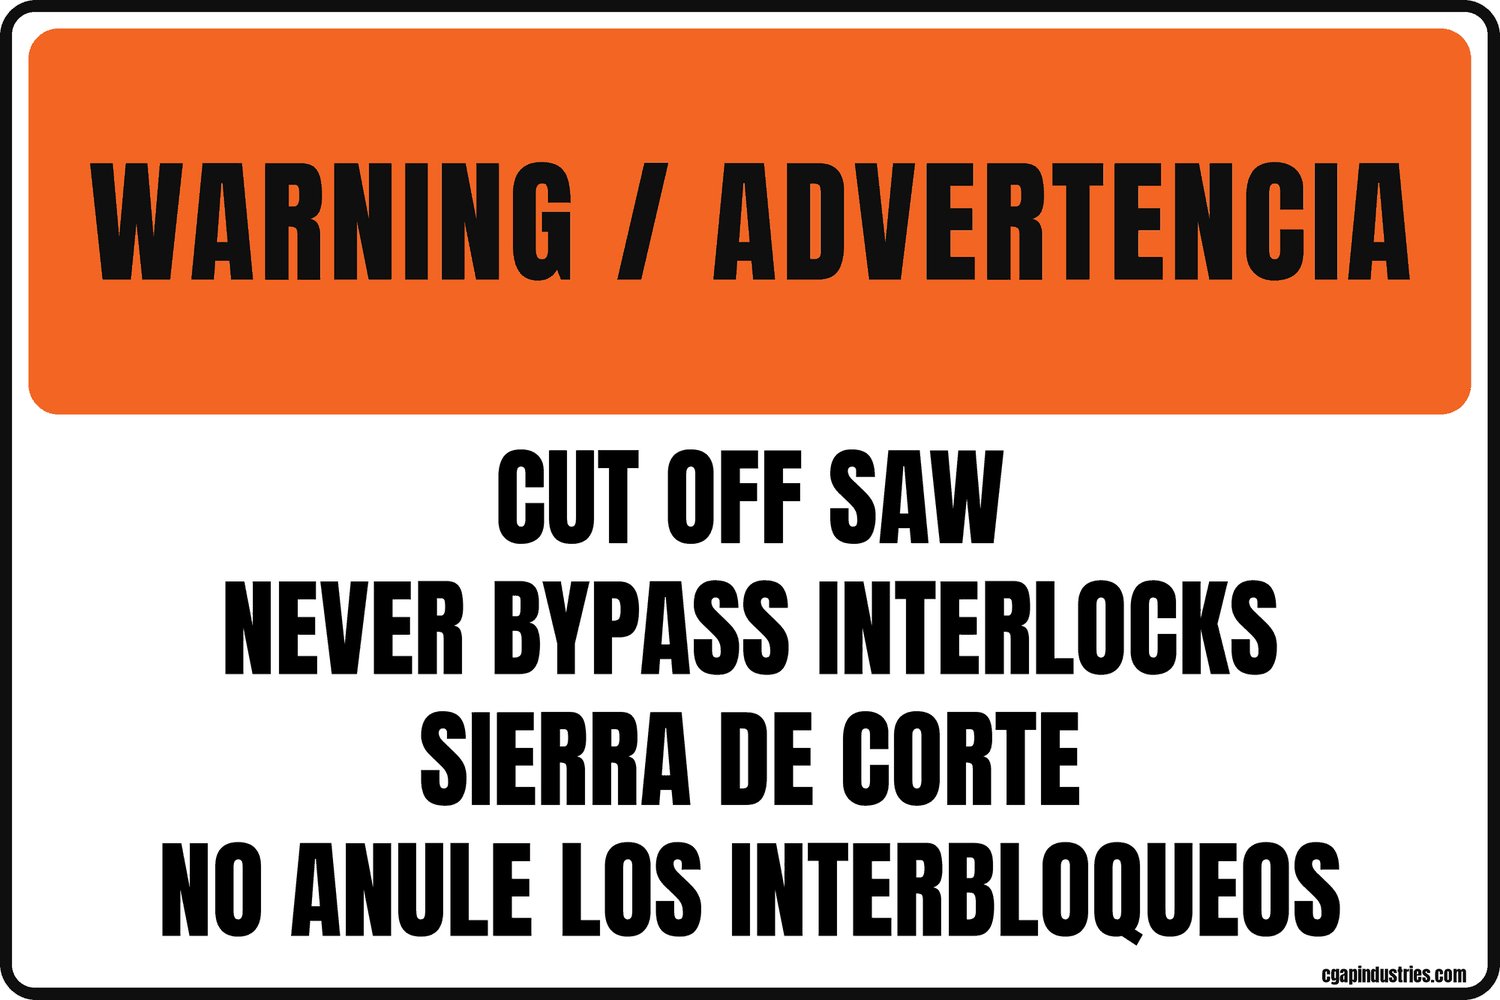 WARNING / ADVERTENCIA
CUT OFF SAW
NEVER BYPASS INTERLOCKS
SIERRA DE CORTE
NO ANULE LOS INTERBLOQUEOS
cgapindustries.com